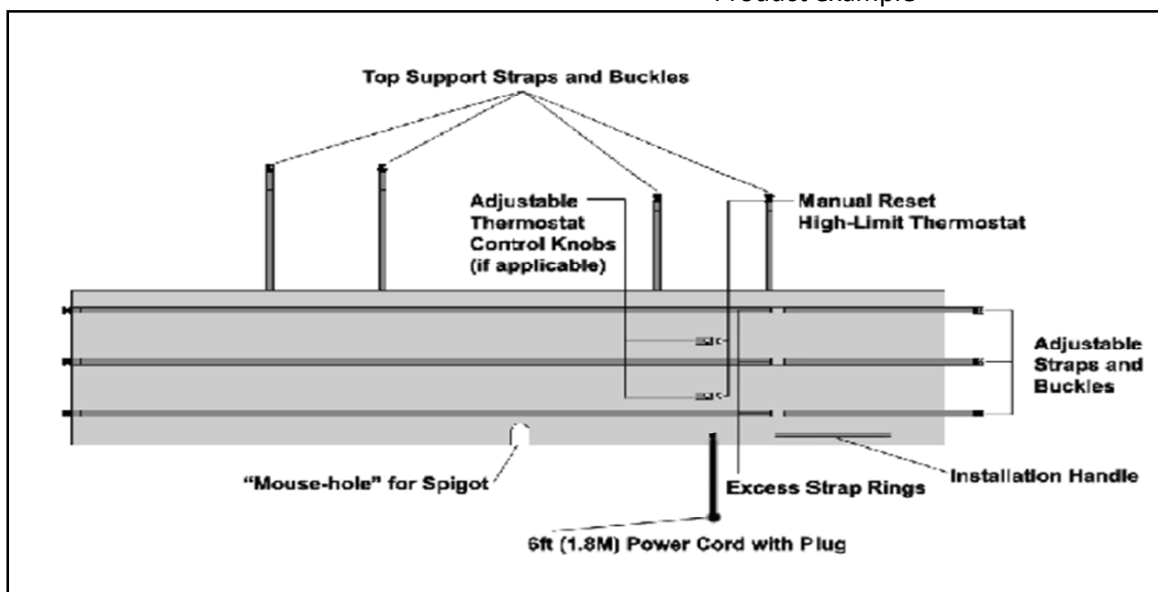 Product Example
Top Support Straps and Buckles
Adjustable
Thermostat
Control Knobs
(if applicable)
Manual Reset
High-Limit Thermostat
Adjustable
Straps and
Buckles
"Mouse-hole" for Spigot
Excess Strap Rings
Installation Handle
6ft (1.8M) Power Cord with Plug